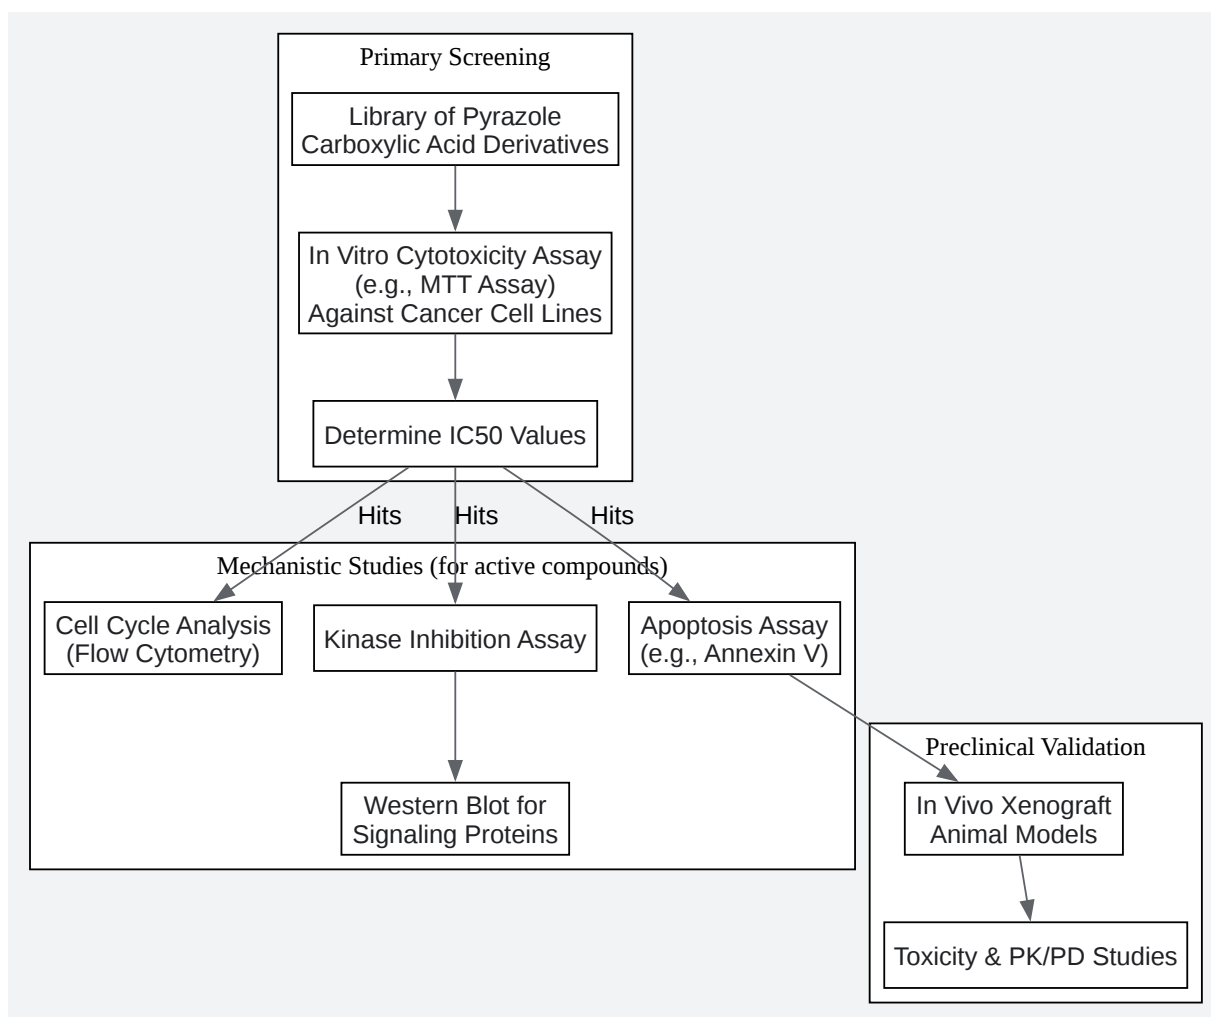 Primary Screening
Library of Pyrazole
Carboxylic Acid Derivatives
In Vitro Cytotoxicity Assay
(e.g., MTT Assay)
Against Cancer Cell Lines
Determine IC50 Values
Hits
Hits
Hits
Mechanistic Studies (for active compounds)
Cell Cycle Analysis
(Flow Cytometry)
Kinase Inhibition Assay
Apoptosis Assay
(e.g., Annexin V)
Western Blot for
Signaling Proteins
Preclinical Validation
In Vivo Xenograft
Animal Models
Toxicity & PK/PD Studies